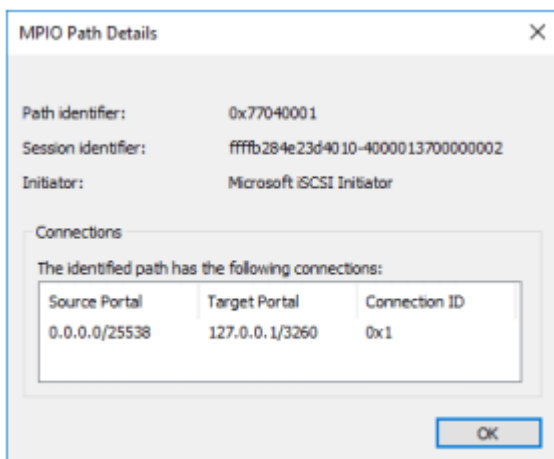 MPIO Path Details
Path identifier: 0x77040001
Session identifier: ffffb284e23d4010-4000013700000002
Initiator: Microsoft iSCSI Initiator
Connections
The identified path has the following connections:
Source Portal Target Portal Connection ID
0.0.0.0/25538 127.0.0.1/3260 0x1
OK